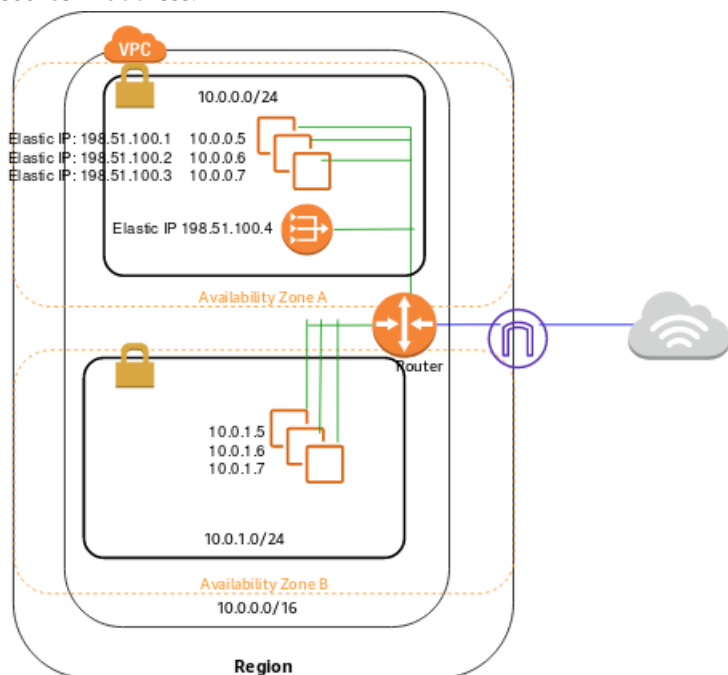 VPC
10.0.0.0/24
Elastic IP: 198.51.100.1 10.0.0.5
Elastic IP: 198.51.100.2 10.0.0.6
Elastic IP: 198.51.100.3 10.0.0.7
Elastic IP 198.51.100.4
Availability Zone A
Router
10.0.1.5
10.0.1.6
10.0.1.7
10.0.1.0/24
Availability Zone B
10.0.0.0/16
Region